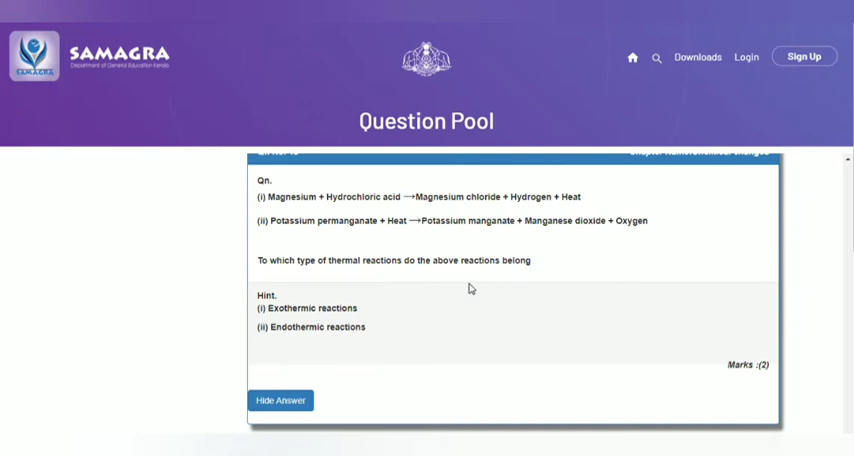 SAMAGRA
Department of General Education Kerala
SAMAGRA
Downloads
Login
Sign Up
Question Pool
Qn.
(i) Magnesium + Hydrochloric acid →Magnesium chloride + Hydrogen + Heat
(ii) Potassium permanganate + Heat →Potassium manganate + Manganese dioxide + Oxygen
To which type of thermal reactions do the above reactions belong
Hint.
(i) Exothermic reactions
(ii) Endothermic reactions
Marks :(2)
Hide Answer